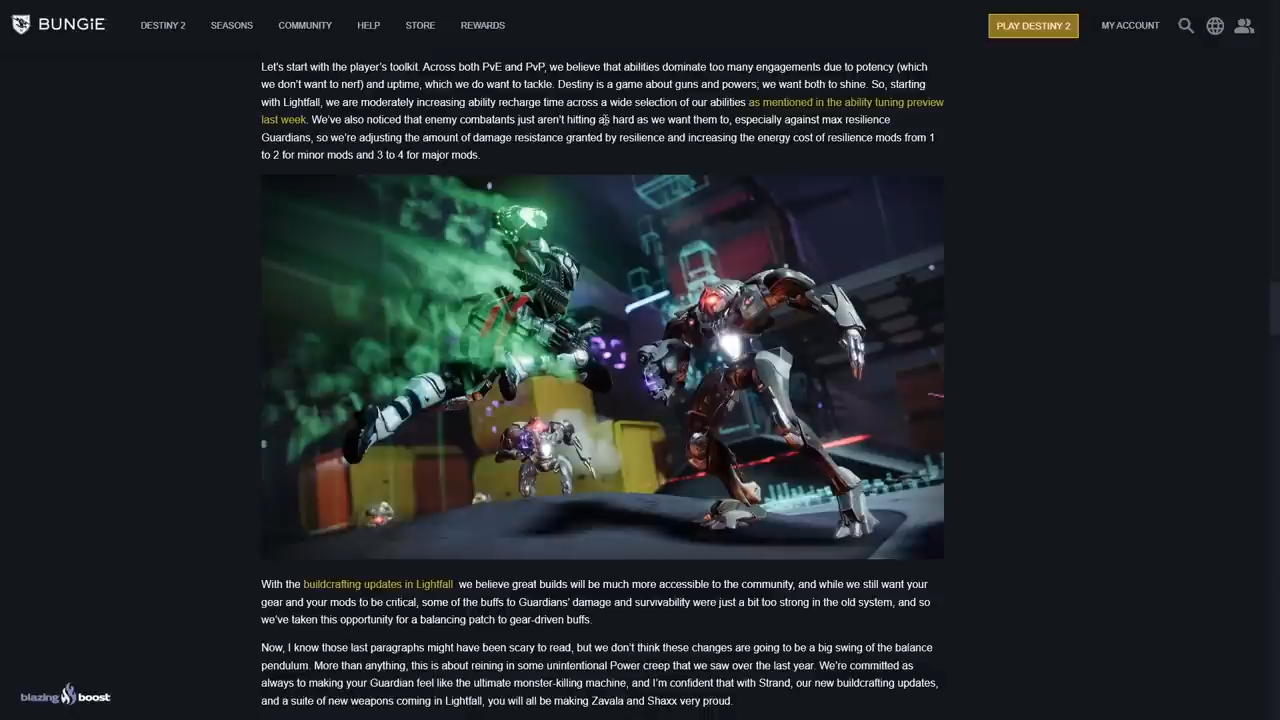 BUNGiE
DESTINY 2
SEASONS
COMMUNITY
HELP
STORE
REWARDS
PLAY DESTINY 2
MY ACCOUNT
Let's start with the player's toolkit. Across both PvE and PvP, we believe that abilities dominate too many engagements due to potency (which
we don't want to nerf) and uptime, which we do want to tackle. Destiny is a game about guns and powers; we want both to shine. So, starting
with Lightfall, we are moderately increasing ability recharge time across a wide selection of our abilities as mentioned in the ability tuning preview
last week. We've also noticed that enemy combatants just aren't hitting as hard as we want them to, especially against max resilience
Guardians, so we're adjusting the amount of damage resistance granted by resilience and increasing the energy cost of resilience mods from 1
to 2 for minor mods and 3 to 4 for major mods.
With the buildcrafting updates in Lightfall we believe great builds will be much more accessible to the community, and while we still want your
gear and your mods to be critical, some of the buffs to Guardians' damage and survivability were just a bit too strong in the old system, and so
we've taken this opportunity for a balancing patch to gear-driven buffs.
Now, I know those last paragraphs might have been scary to read, but we don't think these changes are going to be a big swing of the balance
pendulum. More than anything, this is about reining in some unintentional Power creep that we saw over the last year. We're committed as
always to making your Guardian feel like the ultimate monster-killing machine, and I'm confident that with Strand, our new buildcrafting updates,
and a suite of new weapons coming in Lightfall, you will all be making Zavala and Shaxx very proud.
blazing boost